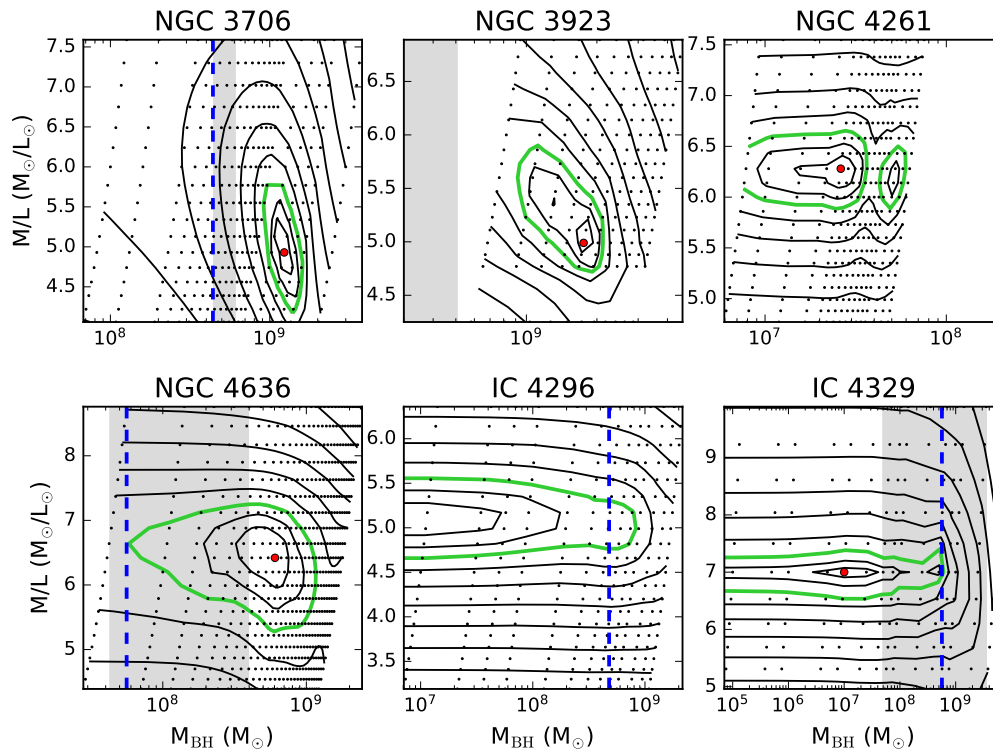 NGC 3706 NGC 3923 NGC 4261
M/L (M⊙/L⊙)
7.5 7.0 6.5 6.0 5.5 5.0 4.5
10⁸ 10⁹
6.5 6.0 5.5 5.0 4.5
10⁹
7.5 7.0 6.5 6.0 5.5 5.0
10⁷ 10⁸
NGC 4636 IC 4296 IC 4329
M/L (M⊙/L⊙)
8 7 6 5
10⁸ 10⁹
6.0 5.5 5.0 4.5 4.0 3.5
10⁷ 10⁸ 10⁹
9 8 7 6 5
10⁵ 10⁶ 10⁷ 10⁸ 10⁹
M_BH (M⊙) M_BH (M⊙) M_BH (M⊙)